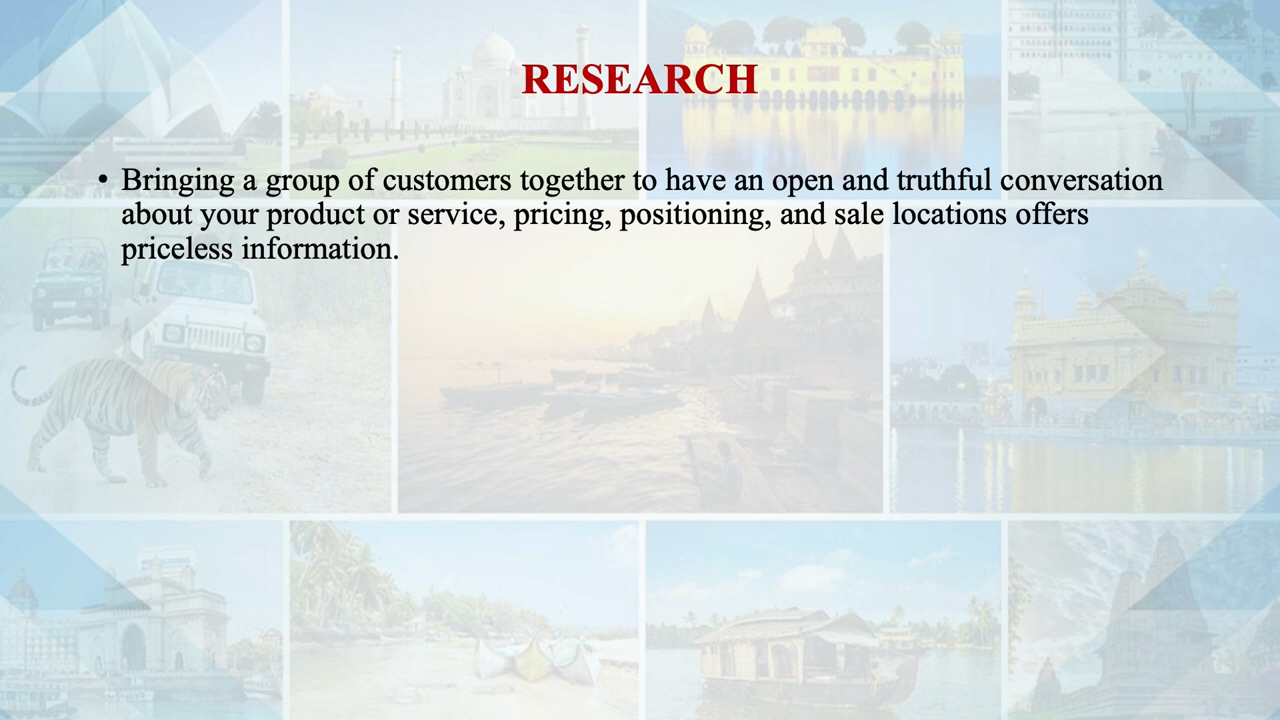 RESEARCH
• Bringing a group of customers together to have an open and truthful conversation
about your product or service, pricing, positioning, and sale locations offers
priceless information.